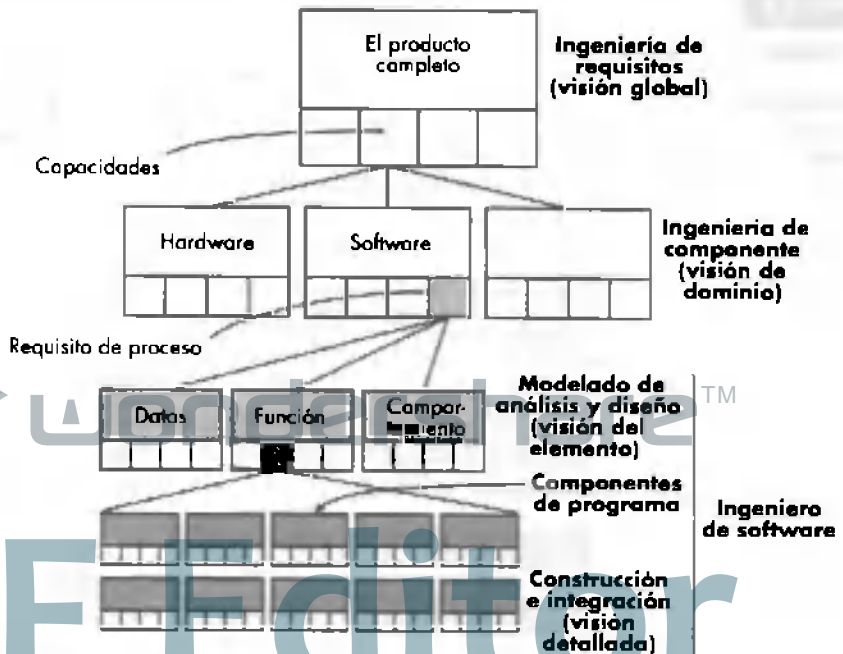 El producto
completo
Ingeniería de
requisitos
(visión global)
Capacidades
Hardware
Software
Ingeniería de
componente
(visión de
dominio)
Requisito de proceso
Datos
Función
Compor-
tamiento
Modelado de
análisis y diseño
(visión del
elemento)
wondershare™
Componentes
de programa
Ingeniero
de software
F Editor
Construcción
e integración
(visión
detallada)